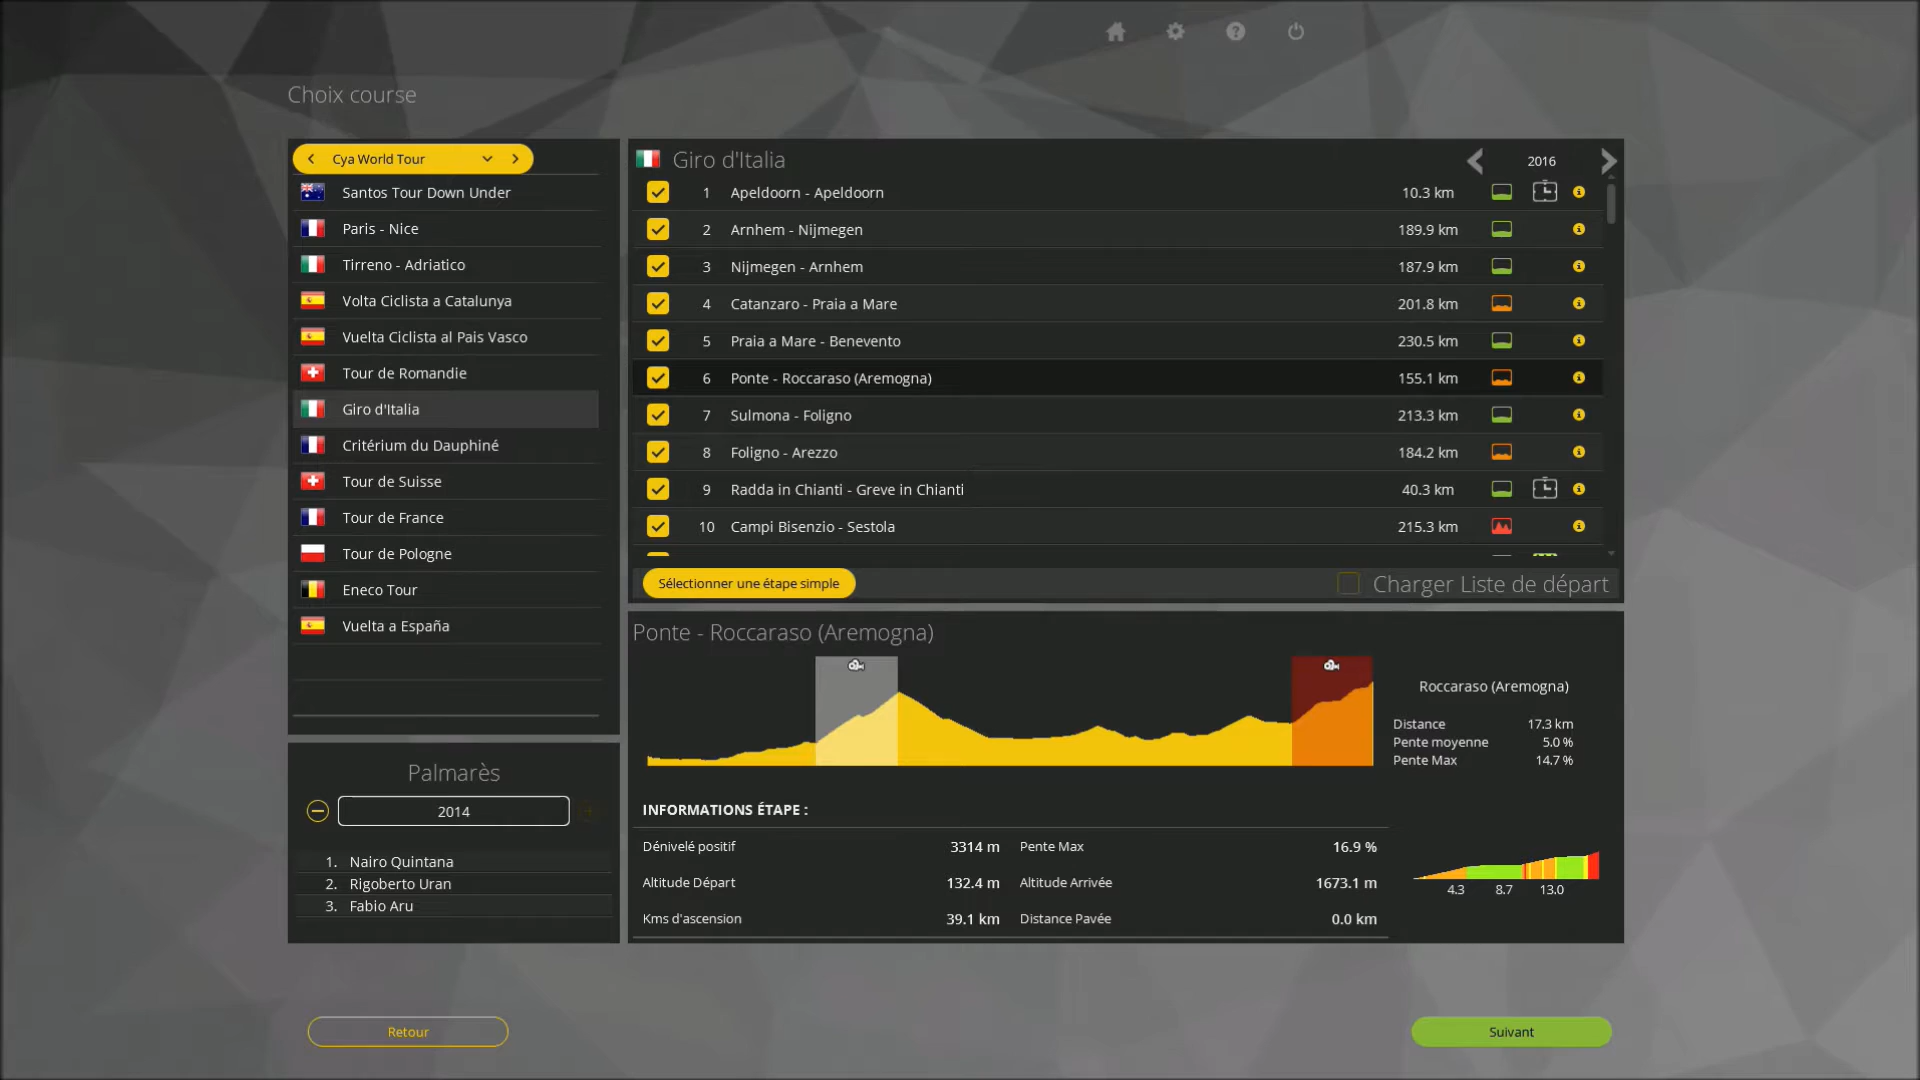 Choix course
Cya World Tour
Santos Tour Down Under
Paris - Nice
Tirreno - Adriatico
Volta Ciclista a Catalunya
Vuelta Ciclista al Pais Vasco
Tour de Romandie
Giro d'Italia
Critérium du Dauphiné
Tour de Suisse
Tour de France
Tour de Pologne
Eneco Tour
Vuelta a España
Palmarès
2014
1. Nairo Quintana
2. Rigoberto Uran
3. Fabio Aru
Giro d'Italia 2016
1 Apeldoorn - Apeldoorn 10.3 km
2 Arnhem - Nijmegen 189.9 km
3 Nijmegen - Arnhem 187.9 km
4 Catanzaro - Praia a Mare 201.8 km
5 Praia a Mare - Benevento 230.5 km
6 Ponte - Roccaraso (Aremogna) 155.1 km
7 Sulmona - Foligno 213.3 km
8 Foligno - Arezzo 184.2 km
9 Radda in Chianti - Greve in Chianti 40.3 km
10 Campi Bisenzio - Sestola 215.3 km
Sélectionner une étape simple
Charger Liste de départ
Ponte - Roccaraso (Aremogna)
Roccaraso (Aremogna)
Distance 17.3 km
Pente moyenne 5.0 %
Pente Max 14.7 %
INFORMATIONS ÉTAPE :
Dénivelé positif 3314 m Pente Max 16.9 %
Altitude Départ 132.4 m Altitude Arrivée 1673.1 m
Kms d'ascension 39.1 km Distance Pavée 0.0 km
4.3 8.7 13.0
Retour
Suivant